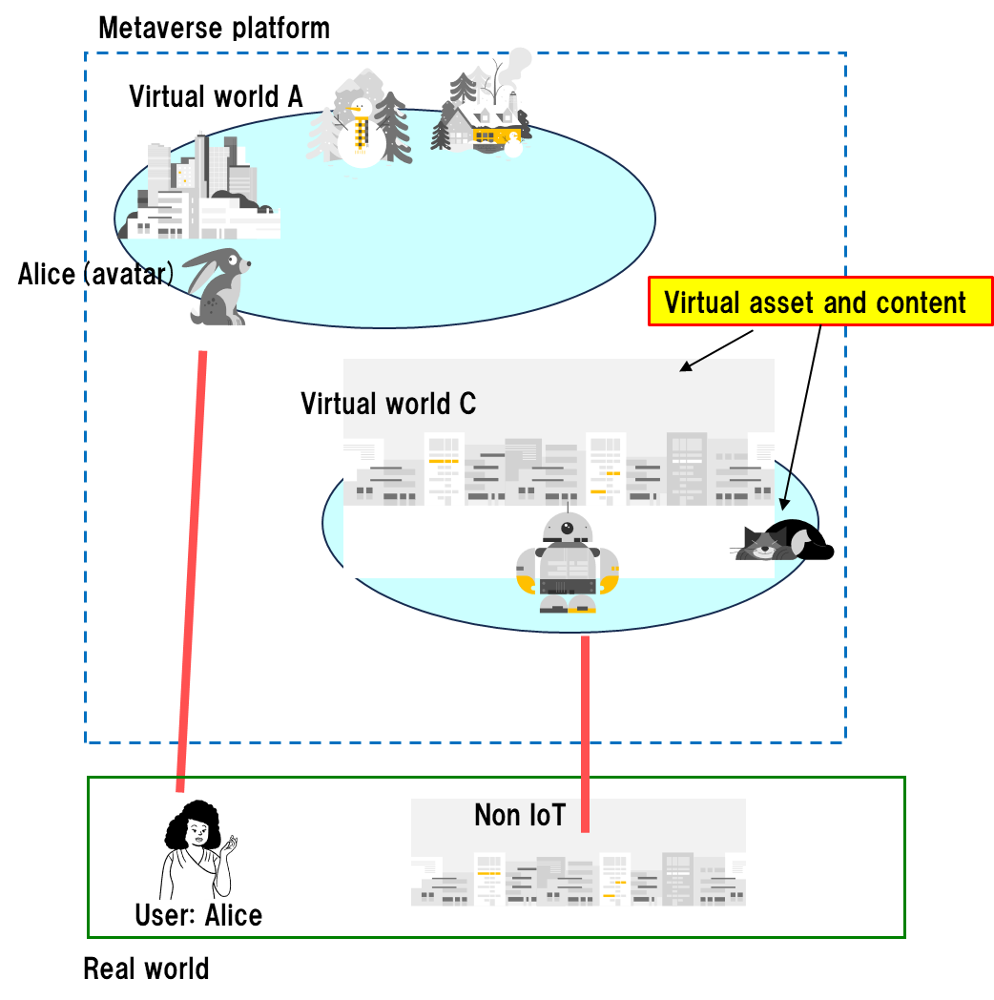 Metaverse platform
Virtual world A
Alice (avatar)
Virtual asset and content
Virtual world C
Non IoT
User: Alice
Real world